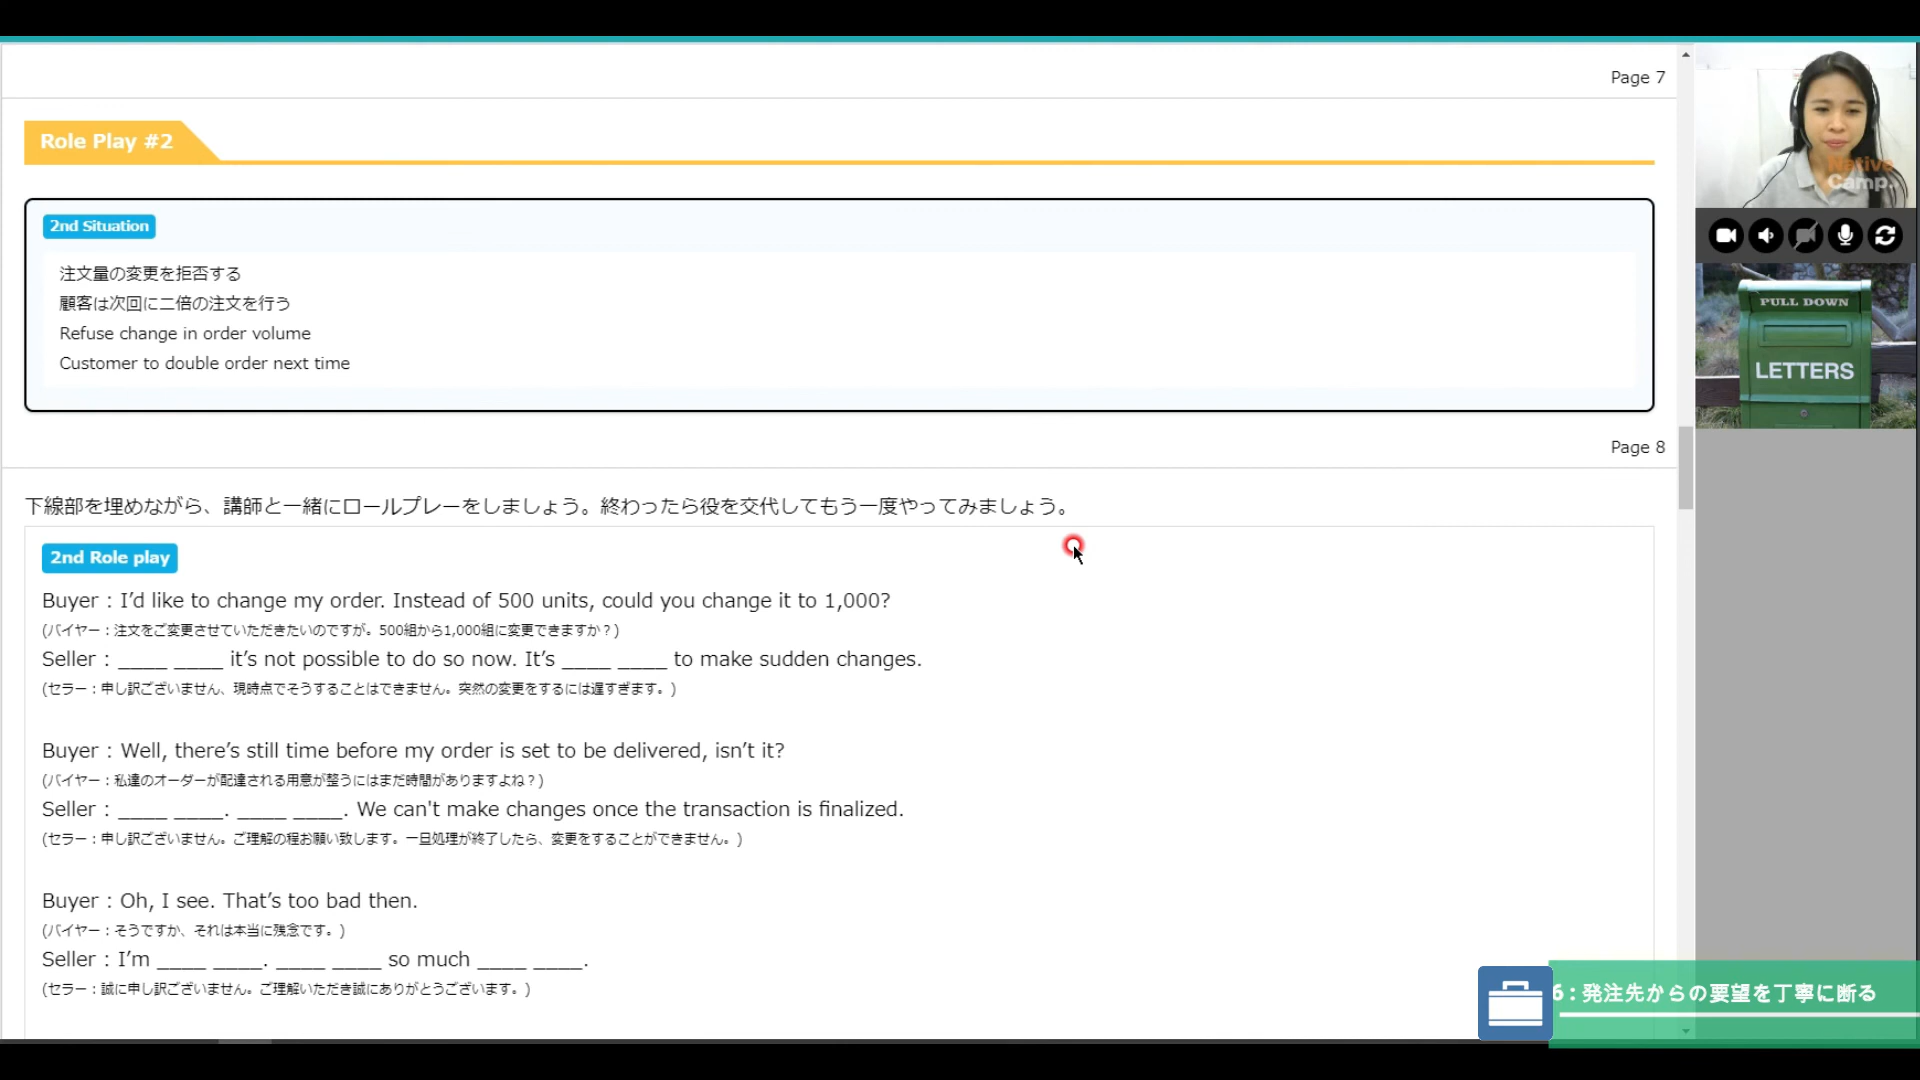 Page 7
Role Play #2
2nd Situation
注文量の変更を拒否する
顧客は次回に二倍の注文を行う
Refuse change in order volume
Customer to double order next time
Page 8
下線部を埋めながら、講師と一緒にロールプレーをしましょう。終わったら役を交代してもう一度やってみましょう。
2nd Role play
Buyer : I’d like to change my order. Instead of 500 units, could you change it to 1,000?
(バイヤー：注文をご変更させていただきたいのですが。500組から1,000組に変更できますか？)
Seller : ____ ____ it’s not possible to do so now. It’s ____ ____ to make sudden changes.
(セラー：申し訳ございません、現時点でそうすることはできません。突然の変更をするには遅すぎます。)
Buyer : Well, there’s still time before my order is set to be delivered, isn’t it?
(バイヤー：私達のオーダーが配達される用意が整うにはまだ時間がありますよね？)
Seller : ____ ____. ____ ____. We can't make changes once the transaction is finalized.
(セラー：申し訳ございません。ご理解の程お願い致します。一旦処理が終了したら、変更をすることができません。)
Buyer : Oh, I see. That’s too bad then.
(バイヤー：そうですか、それは本当に残念です。)
Seller : I’m ____ ____. ____ ____ so much ____ ____.
(セラー：誠に申し訳ございません。ご理解いただき誠にありがとうございます。)
Native
Camp.
PULL DOWN
LETTERS
6：発注先からの要望を丁寧に断る